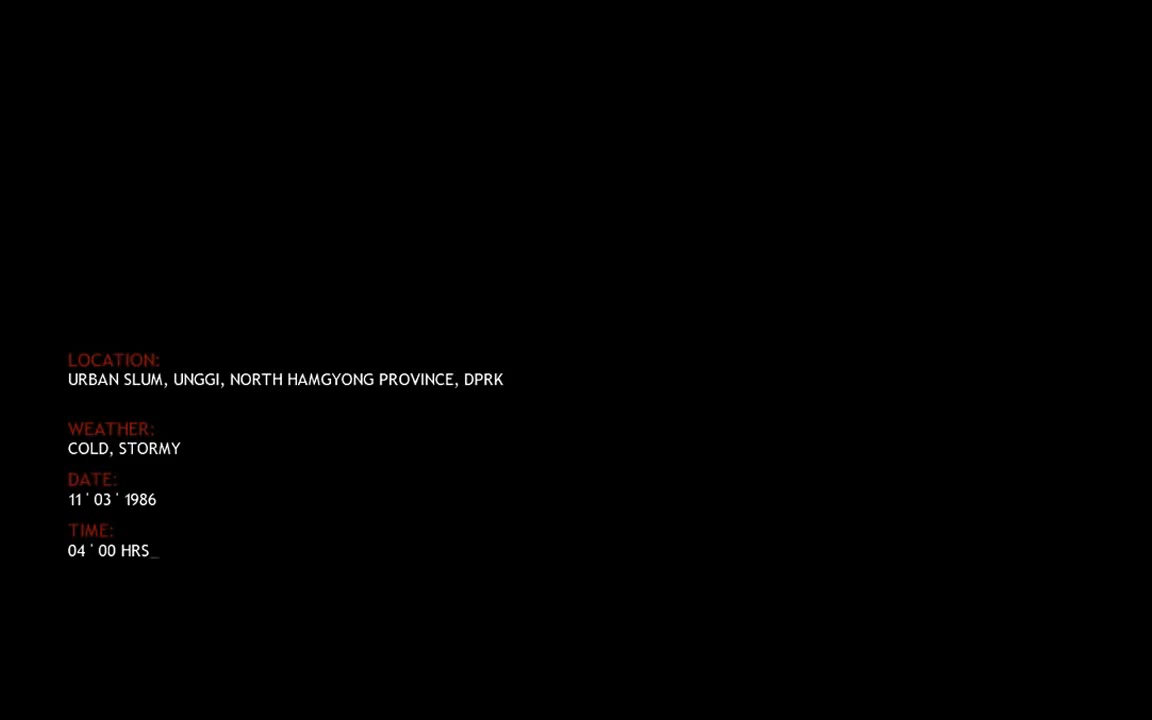 LOCATION:
URBAN SLUM, UNGGI, NORTH HAMGYONG PROVINCE, DPRK
WEATHER:
COLD, STORMY
DATE:
11 ' 03 ' 1986
TIME:
04 ' 00 HRS_